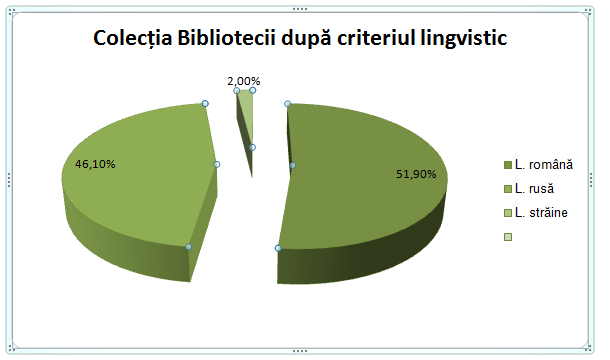 Colecția Bibliotecii după criteriul lingvistic
2,00%
46,10%
51,90%
L. română
L. rusă
L. străine